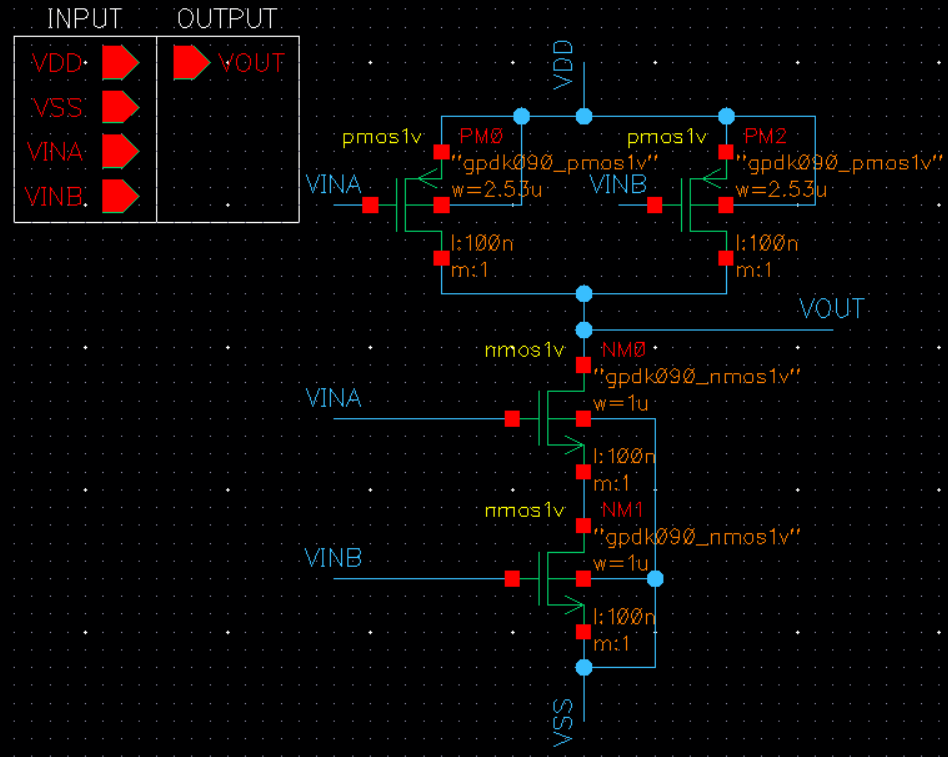 INPUT OUTPUT
VDD VOUT
VSS
VINA
VINB
VDD
pmos1v PM0
"gpdk090_pmos1v"
VINA
w=2.53u
l:100n
m:1
pmos1v PM2
"gpdk090_pmos1v"
VINB
w=2.53u
l:100n
m:1
VOUT
nmos1v NM0
"gpdk090_nmos1v"
VINA
w=1u
l:100n
m:1
nmos1v NM1
"gpdk090_nmos1v"
VINB
w=1u
l:100n
m:1
VSS